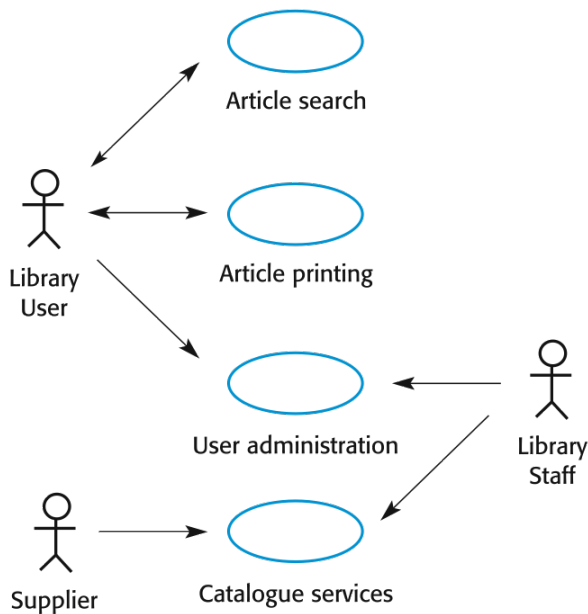 Article search
Article printing
Library
User
User administration
Library
Staff
Supplier
Catalogue services